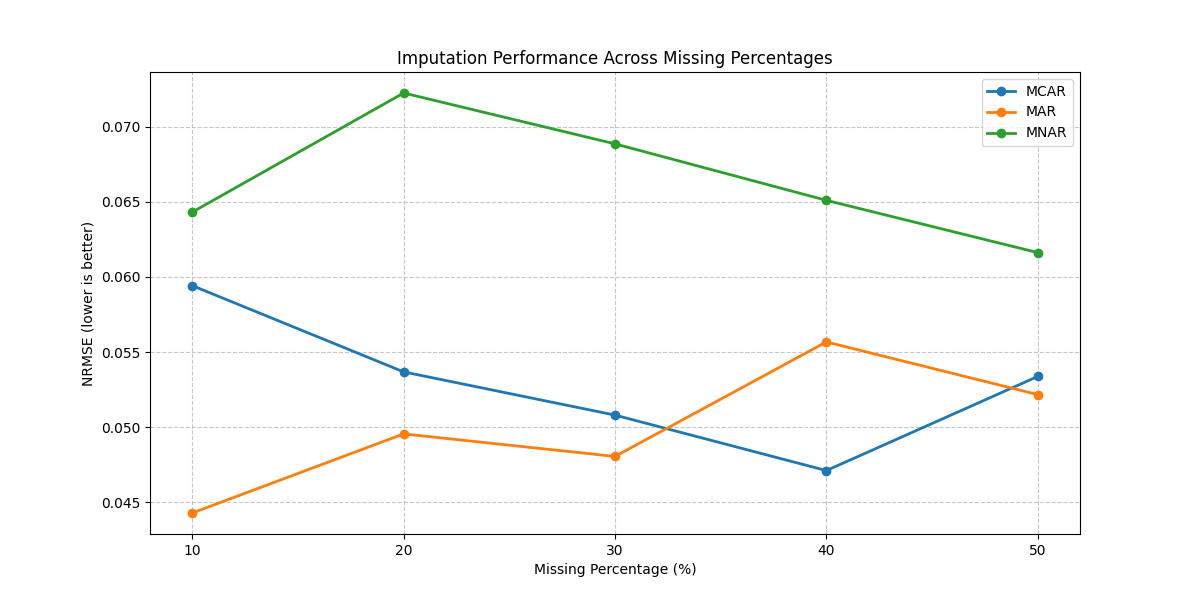 Imputation Performance Across Missing Percentages
MCAR
MAR
MNAR
NRMSE (lower is better)
0.070
0.065
0.060
0.055
0.050
0.045
10 20 30 40 50
Missing Percentage (%)